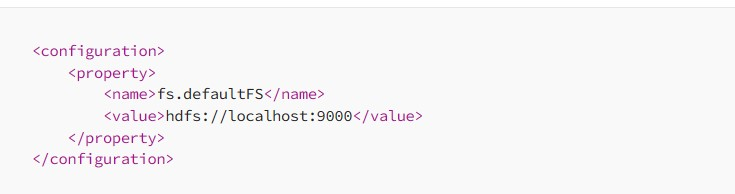 <configuration>
    <property>
        <name>fs.defaultFS</name>
        <value>hdfs://localhost:9000</value>
    </property>
</configuration>